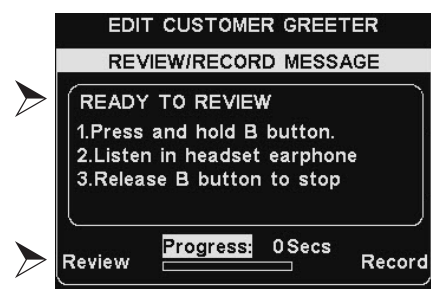 EDIT CUSTOMER GREETER
REVIEW/RECORD MESSAGE
READY TO REVIEW
1.Press and hold B button.
2.Listen in headset earphone
3.Release B button to stop
Progress: 0Secs
Review Record